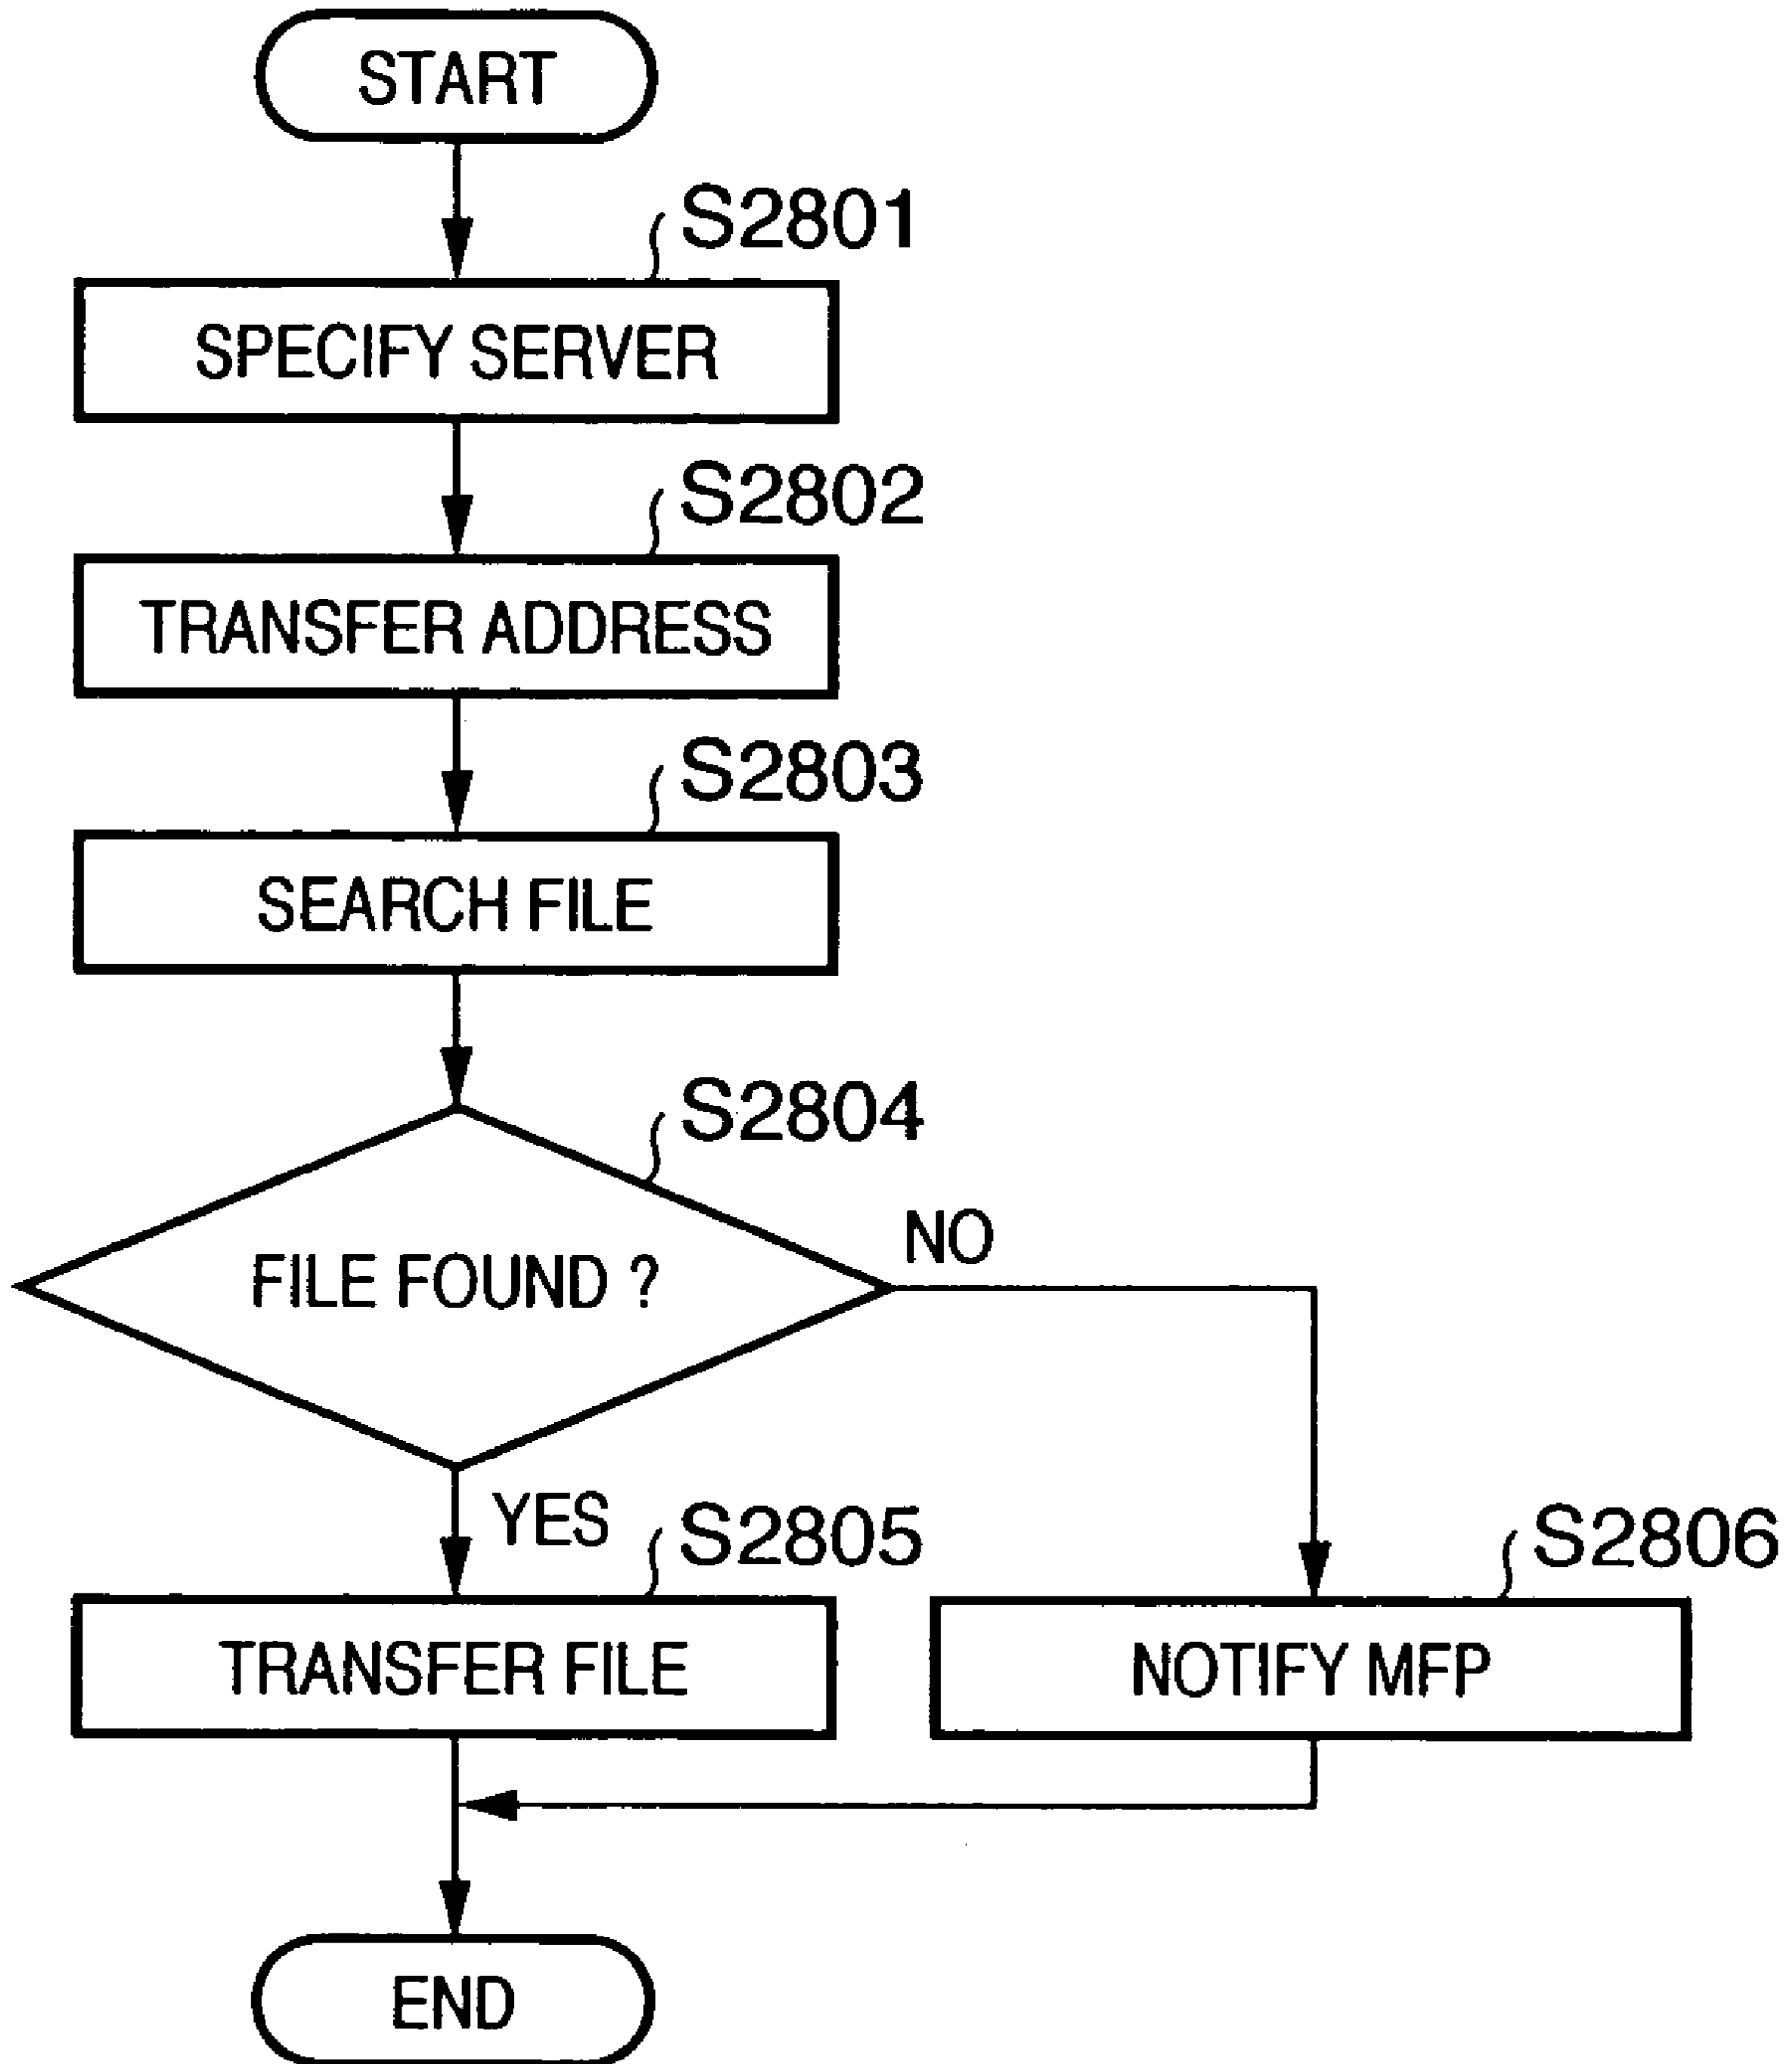 START
S2801
SPECIFY SERVER
S2802
TRANSFER ADDRESS
S2803
SEARCH FILE
S2804
FILE FOUND ?
NO
YES
S2805
TRANSFER FILE
S2806
NOTIFY MFP
END